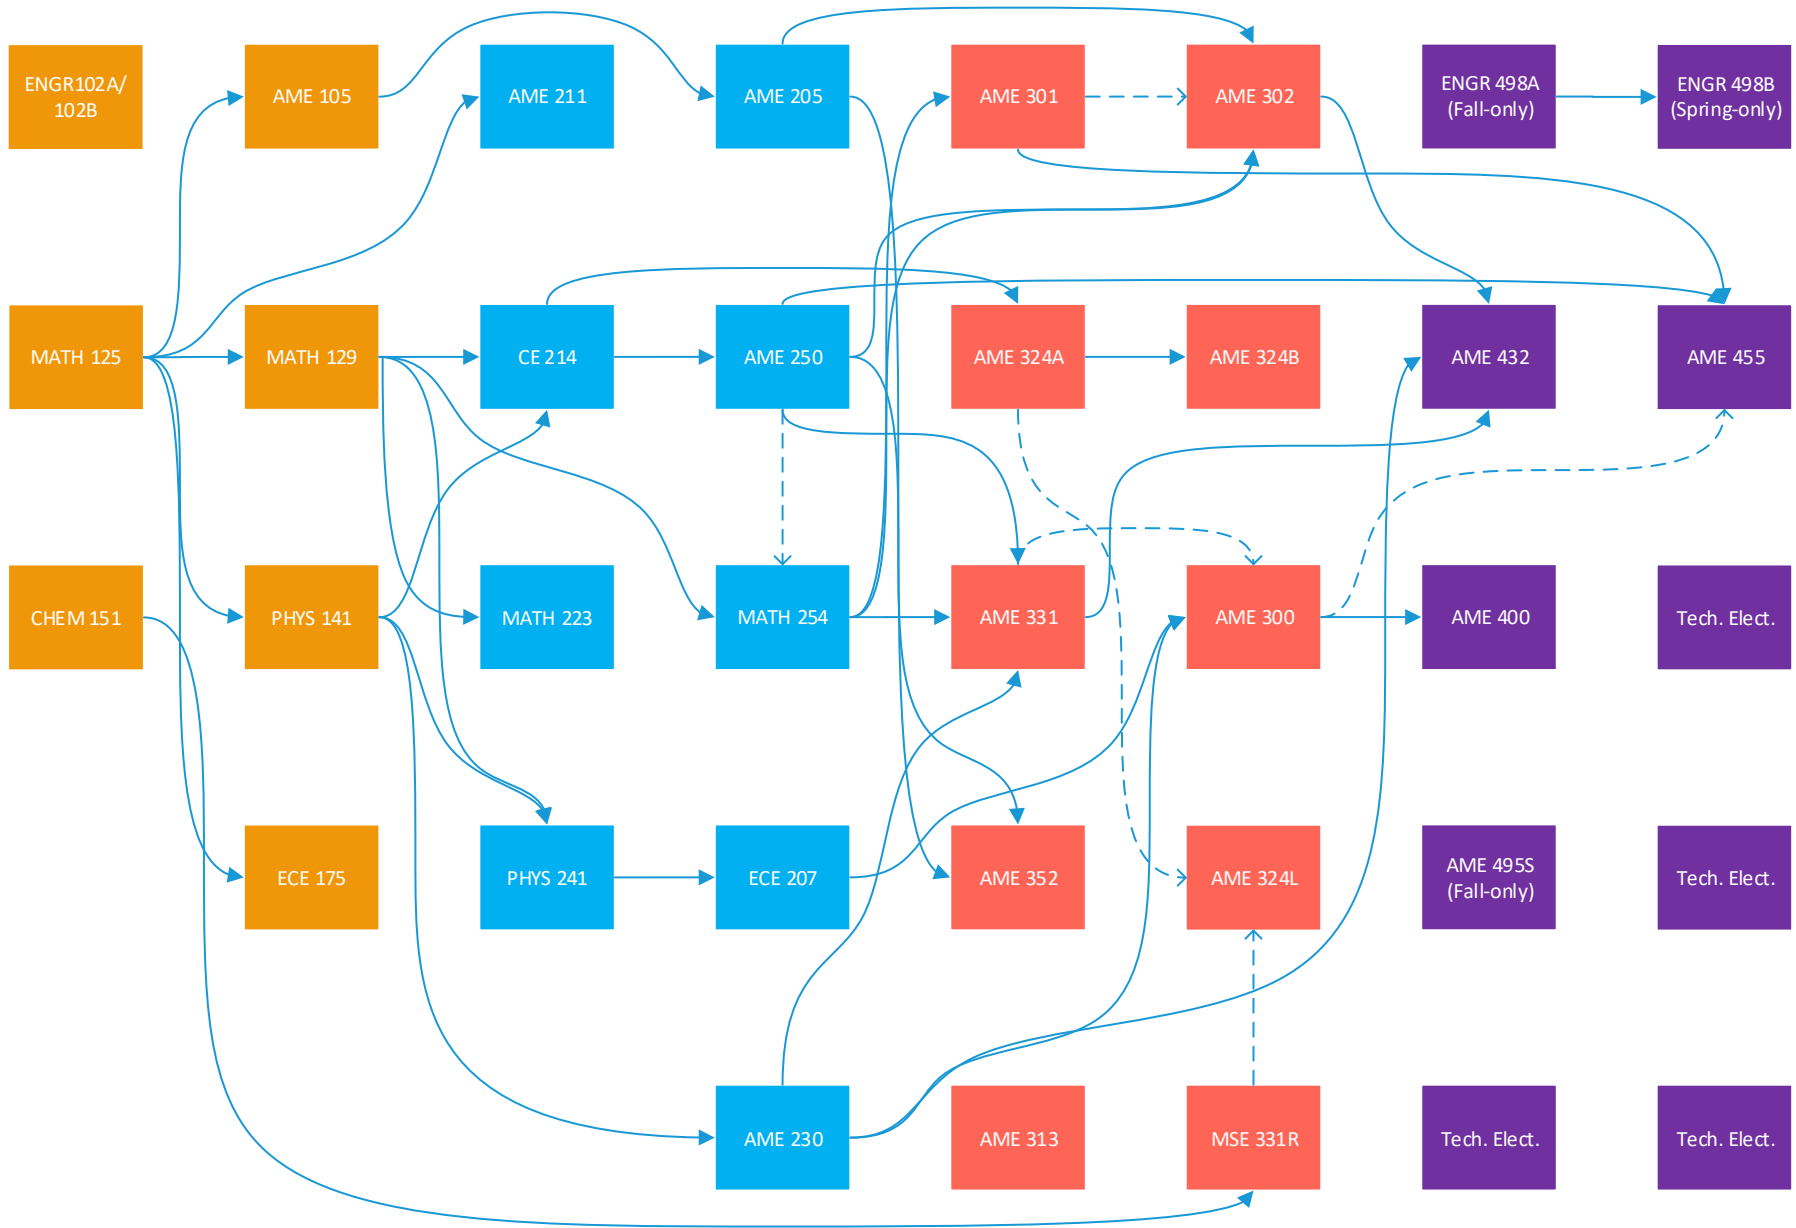 ENGR102A/
102B
AME 105
AME 211
AME 205
AME 301
AME 302
ENGR 498A
(Fall-only)
ENGR 498B
(Spring-only)
MATH 125
MATH 129
CE 214
AME 250
AME 324A
AME 324B
AME 432
AME 455
CHEM 151
PHYS 141
MATH 223
MATH 254
AME 331
AME 300
AME 400
Tech. Elect.
ECE 175
PHYS 241
ECE 207
AME 352
AME 324L
AME 495S
(Fall-only)
Tech. Elect.
AME 230
AME 313
MSE 331R
Tech. Elect.
Tech. Elect.